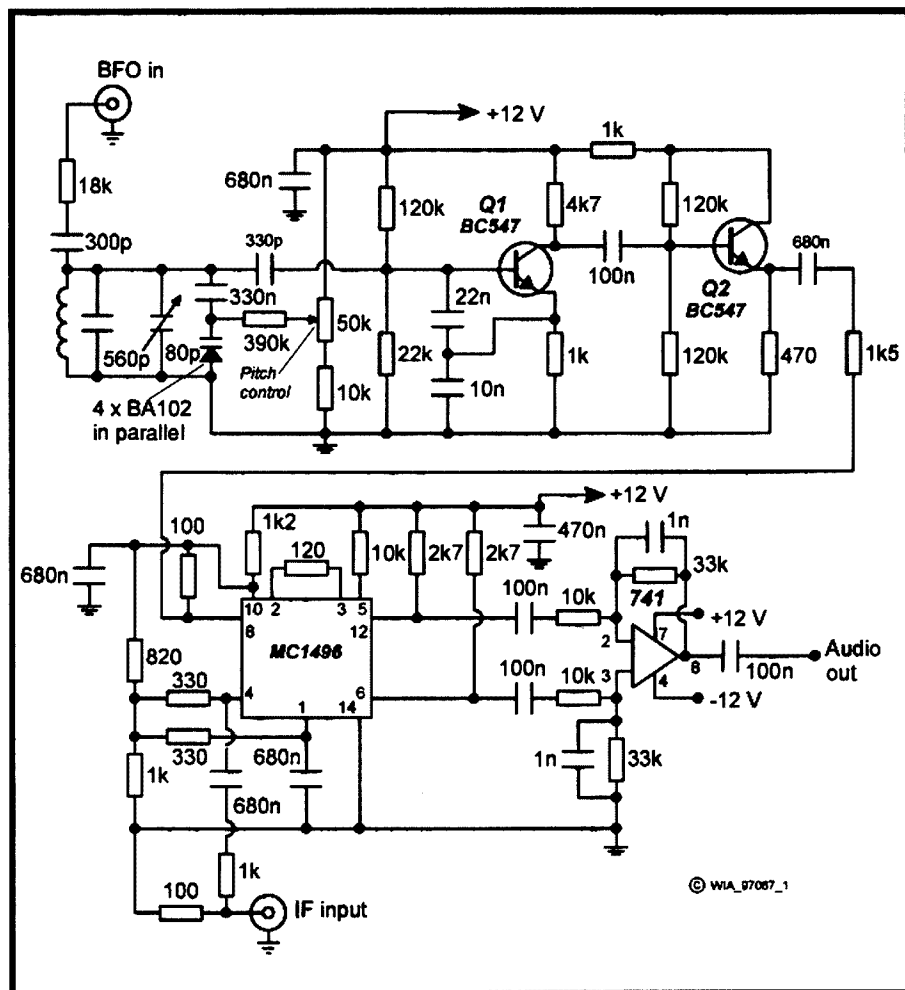 BFO in
+12 V
1k
18k
680n
120k
4k7
Q1
BC547
120k
300p
330p
100n
680n
Q2
BC547
330n
22n
560p
80p
390k
50k
22k
1k
120k
470
1k5
Pitch
control
10k
10n
4 x BA102
in parallel
+12 V
1k2
100
120
10k
2k7
2k7
470n
1n
33k
680n
10
2
3
5
8
12
MC1496
100n
10k
741
+12 V
2
7
6
Audio
out
820
330
4
1
14
6
100n
10k
3
4
100n
-12 V
330
680n
1n
33k
1k
680n
1k
100
IF input
© WIA_97067_1